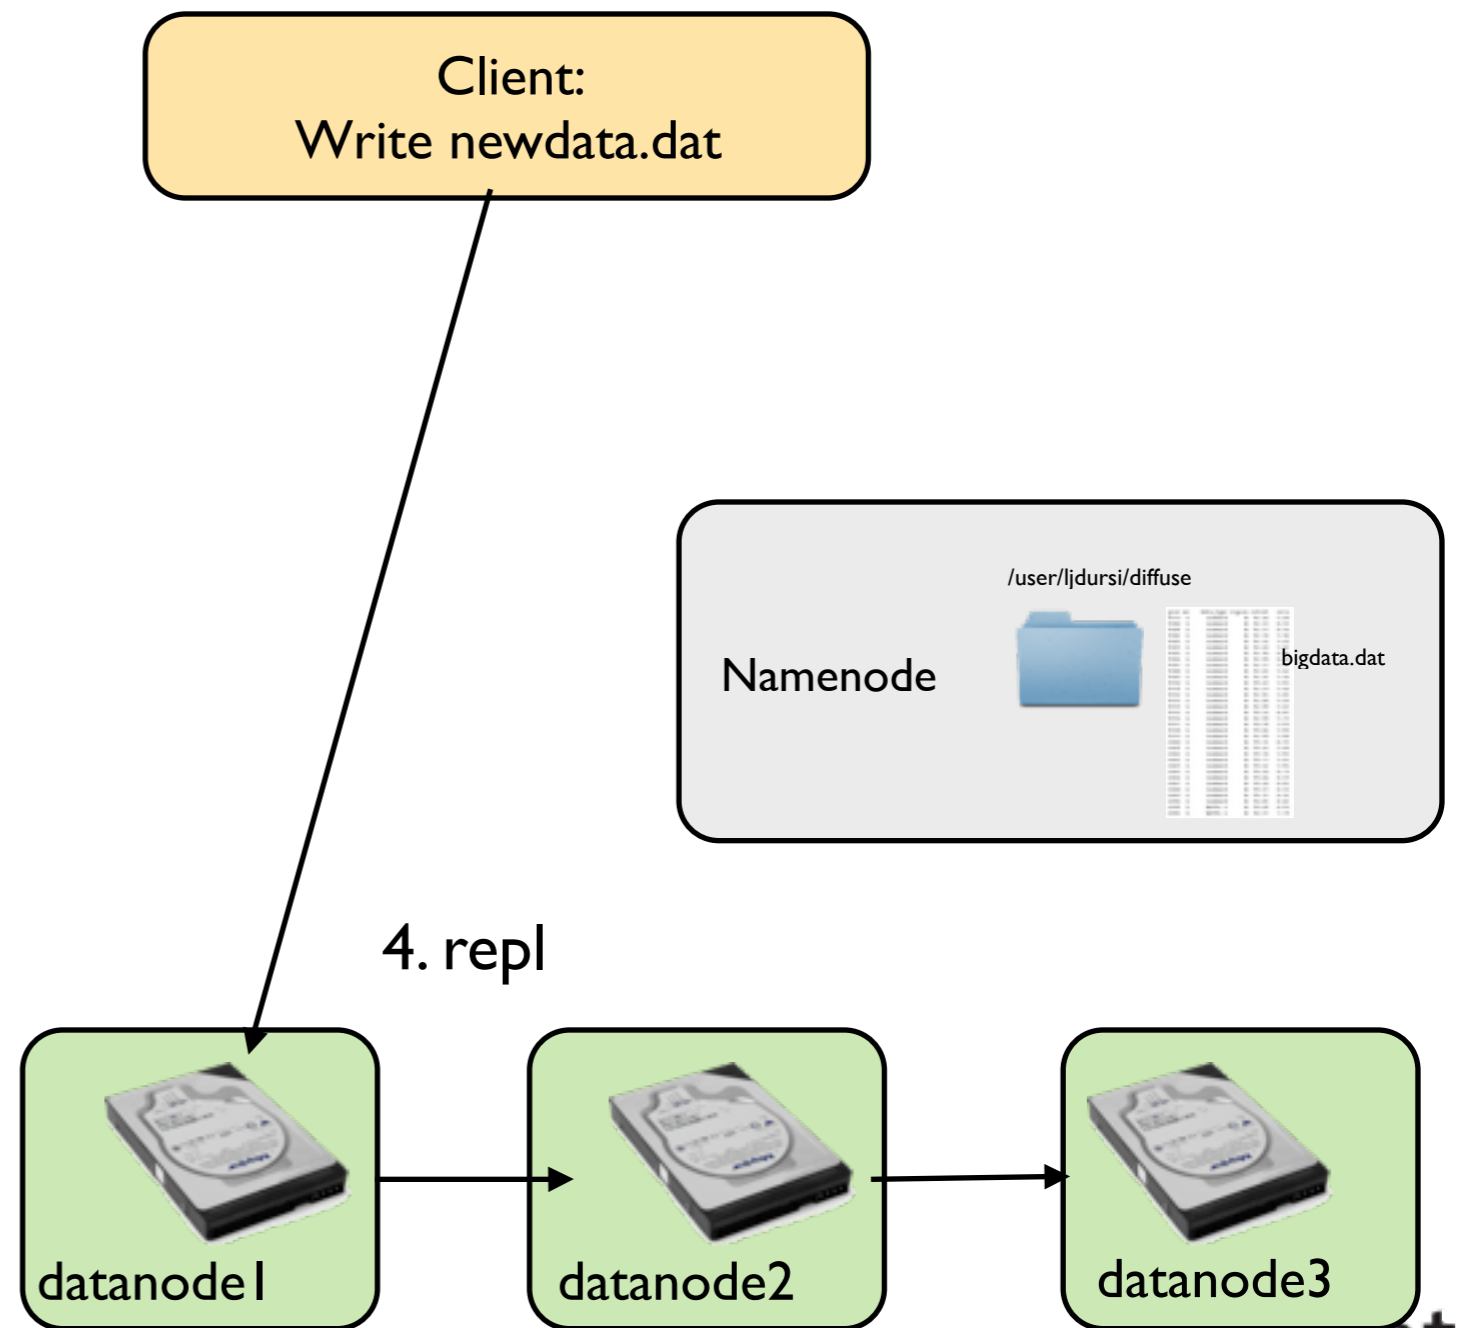 Client:
Write newdata.dat
/user/ljdursi/diffuse
Namenode
bigdata.dat
4. repl
datanode1
datanode2
datanode3